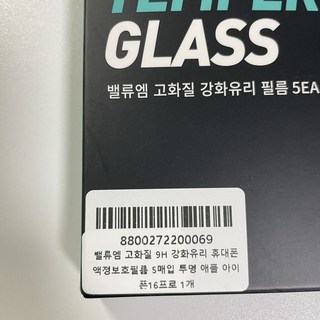 TEMPER
GLASS
밸류엠 고화질 강화유리 필름 5EA
8800272200069
밸류엠 고화질 9H 강화유리 휴대폰
액정보호필름 5매입 투명 애플 아이
폰16프로 1개